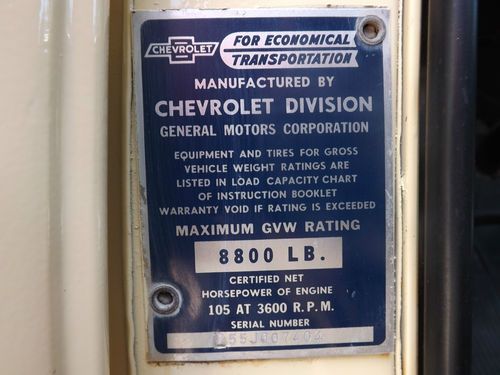 CHEVROLET
FOR ECONOMICAL
TRANSPORTATION
MANUFACTURED BY
CHEVROLET DIVISION
GENERAL MOTORS CORPORATION
EQUIPMENT AND TIRES FOR GROSS
VEHICLE WEIGHT RATINGS ARE
LISTED IN LOAD CAPACITY CHART
OF INSTRUCTION BOOKLET
WARRANTY VOID IF RATING IS EXCEEDED
MAXIMUM GVW RATING
8800 LB.
CERTIFIED NET
HORSEPOWER OF ENGINE
105 AT 3600 R.P.M.
SERIAL NUMBER